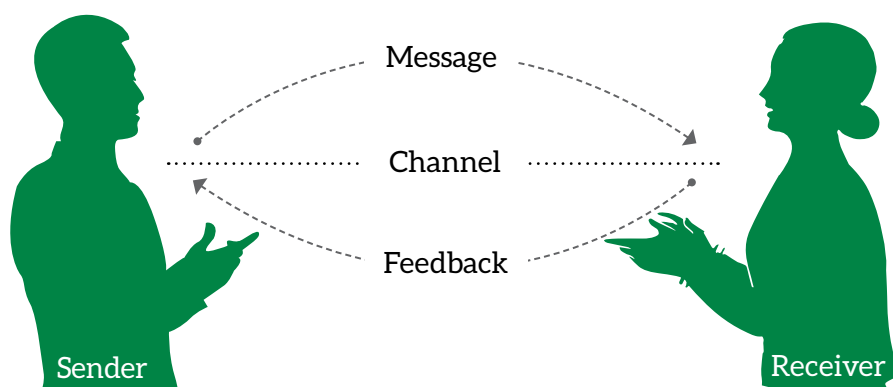 Message
Channel
Feedback
Sender
Receiver